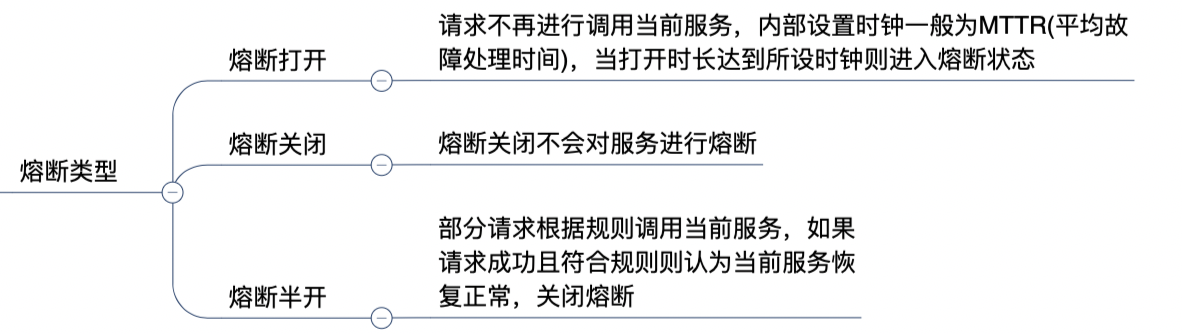 熔断类型
熔断打开
请求不再进行调用当前服务，内部设置时钟一般为MTTR(平均故
障处理时间)，当打开时长达到所设时钟则进入熔断状态
熔断关闭
熔断关闭不会对服务进行熔断
熔断半开
部分请求根据规则调用当前服务，如果
请求成功且符合规则则认为当前服务恢
复正常，关闭熔断